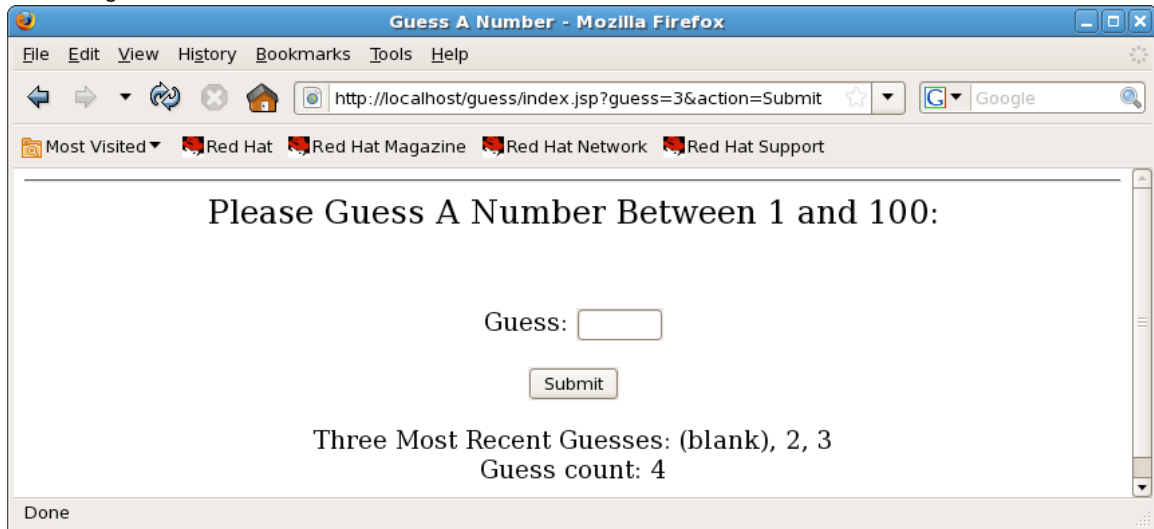 Guess A Number - Mozilla Firefox
File Edit View History Bookmarks Tools Help
http://localhost/guess/index.jsp?guess=3&action=Submit G Google
Most Visited Red Hat Red Hat Magazine Red Hat Network Red Hat Support
Please Guess A Number Between 1 and 100:
Guess:
Submit
Three Most Recent Guesses: (blank), 2, 3
Guess count: 4
Done